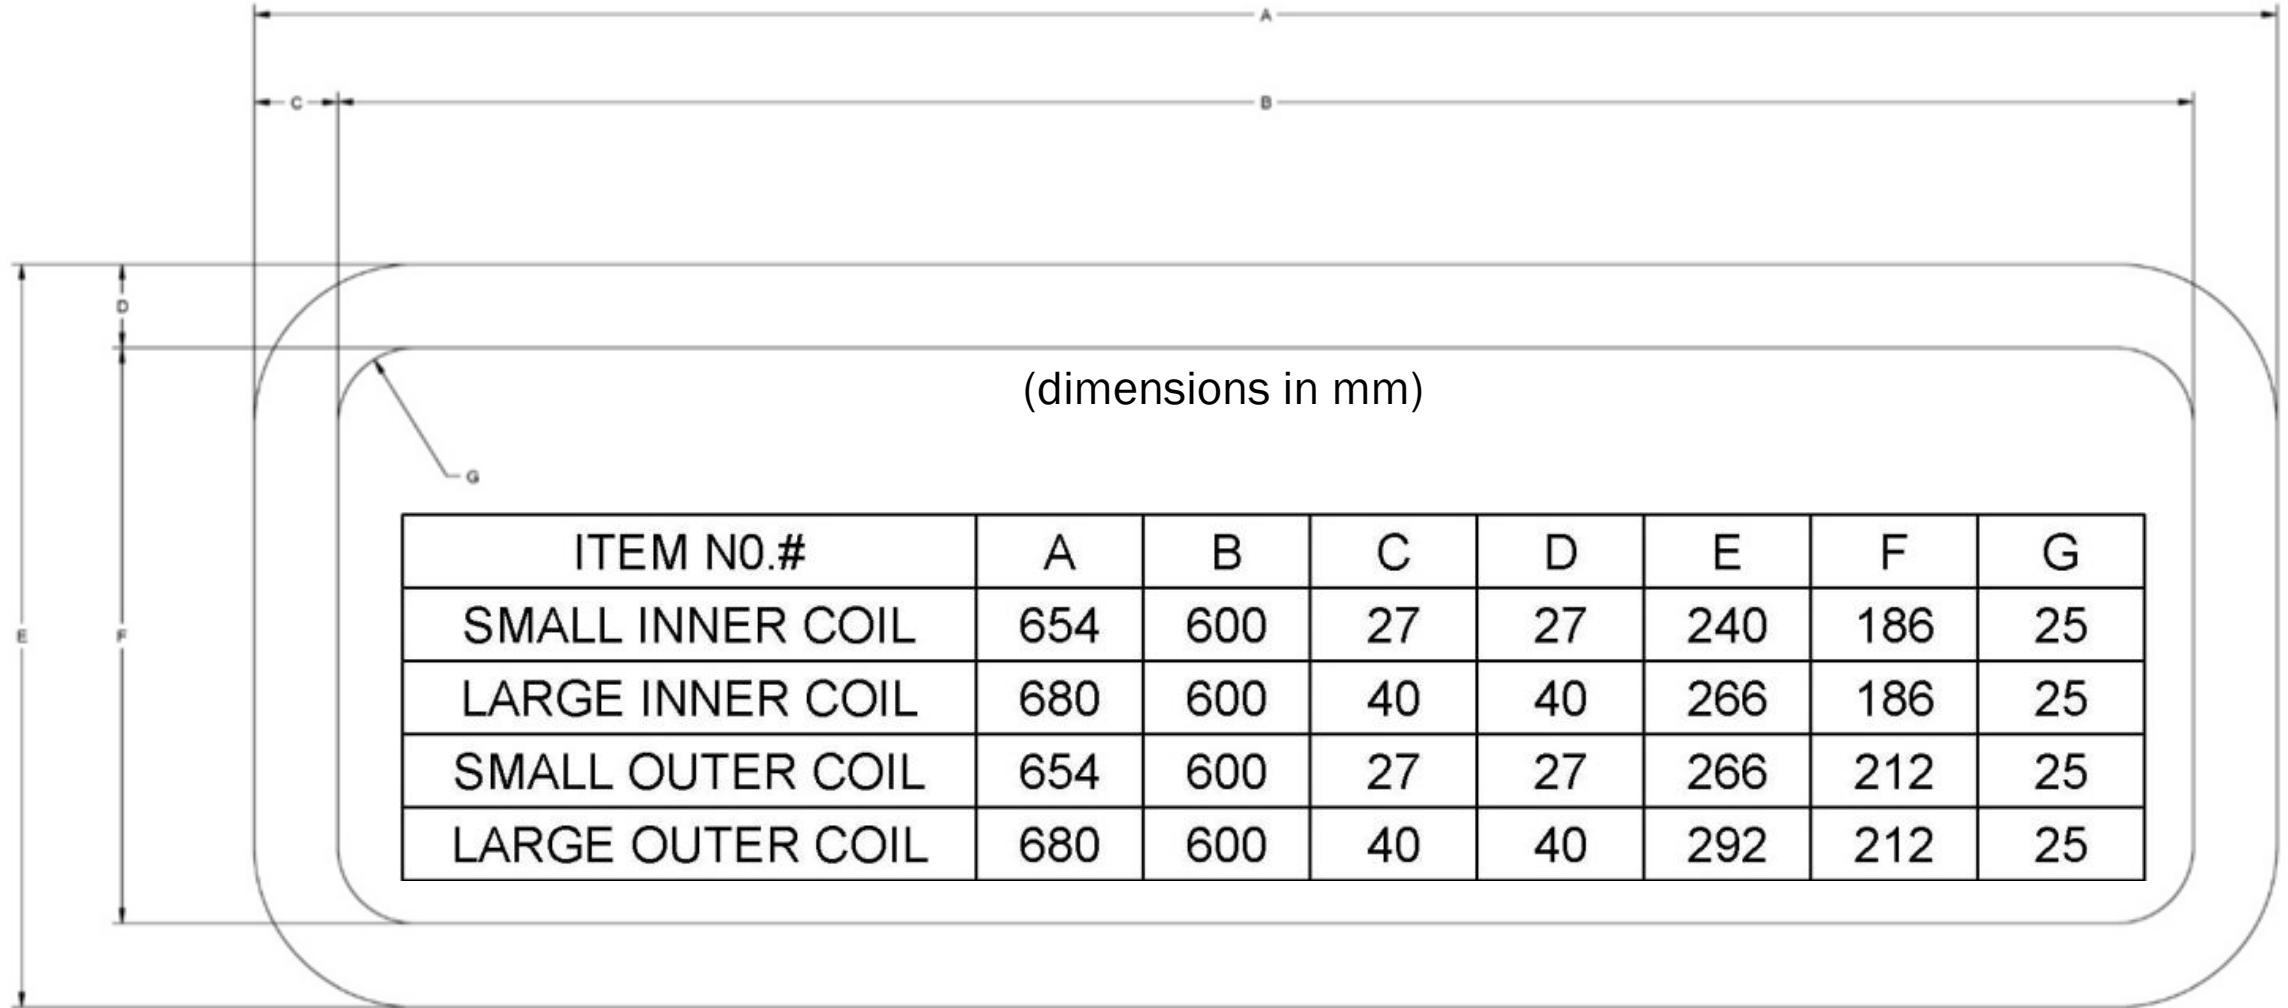 A
C
B
D
(dimensions in mm)
G
E
F
ITEM N0.# A B C D E F G
SMALL INNER COIL 654 600 27 27 240 186 25
LARGE INNER COIL 680 600 40 40 266 186 25
SMALL OUTER COIL 654 600 27 27 266 212 25
LARGE OUTER COIL 680 600 40 40 292 212 25